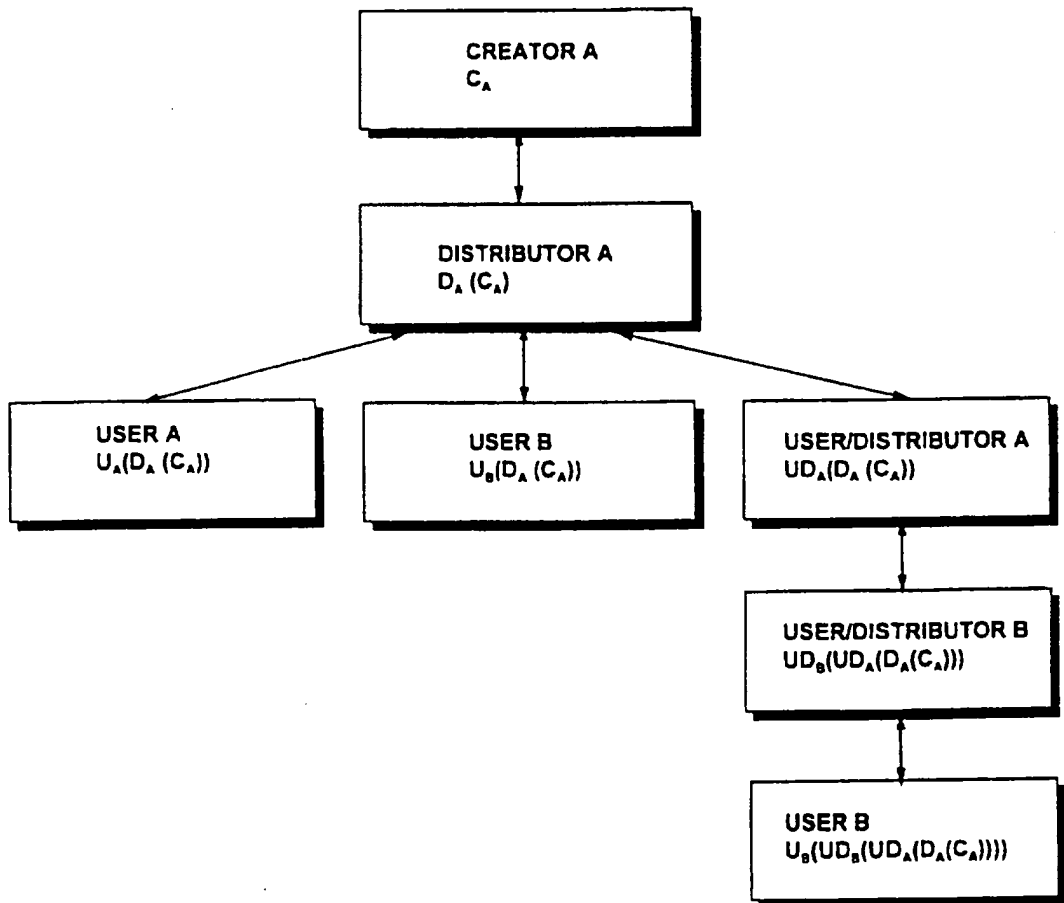 CREATOR A
C_A
DISTRIBUTOR A
D_A (C_A)
USER A
U_A(D_A (C_A))
USER B
U_B(D_A (C_A))
USER/DISTRIBUTOR A
UD_A(D_A (C_A))
USER/DISTRIBUTOR B
UD_B(UD_A(D_A(C_A)))
USER B
U_B(UD_B(UD_A(D_A(C_A))))